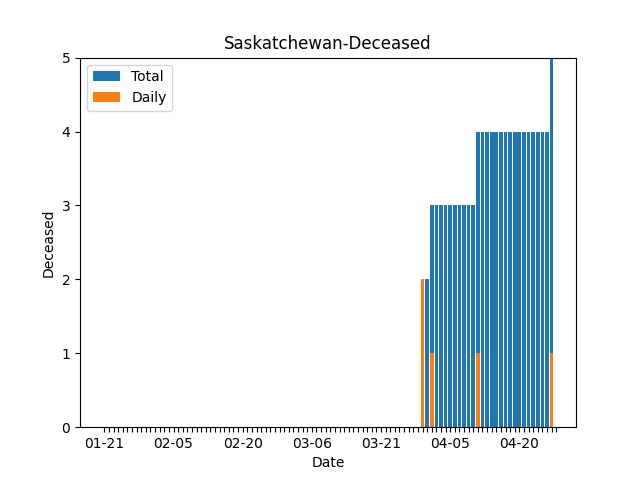 Saskatchewan-Deceased
Total
Daily
Deceased
5
4
3
2
1
0
01-21 02-05 02-20 03-06 03-21 04-05 04-20
Date